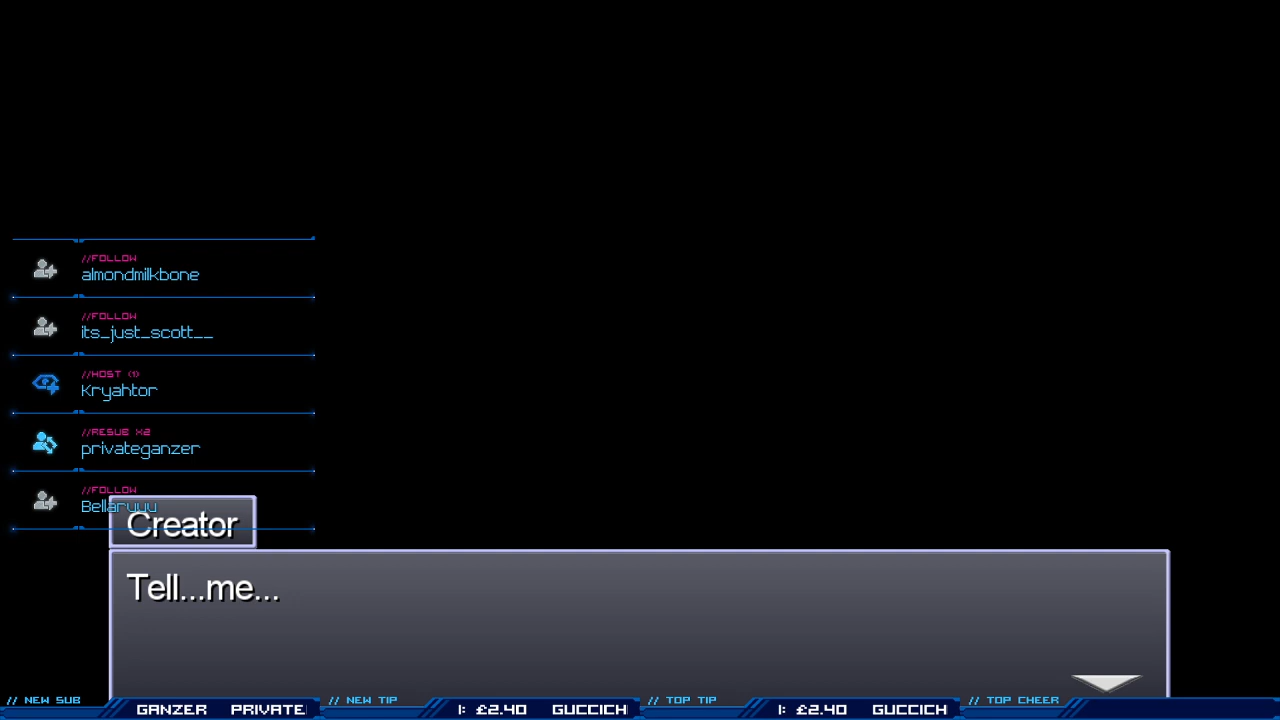 //FOLLOW
almondmilkbone
//FOLLOW
its_just_scott__
//HOST (1)
Kryahtor
//RESUB X2
privateganzer
//FOLLOW
Bellaruuu
Creator
Tell...me...
// NEW SUB
GANZER PRIVATE
// NEW TIP
I: £2.40 GUCCICH
// TOP TIP
I: £2.40 GUCCICH
// TOP CHEER